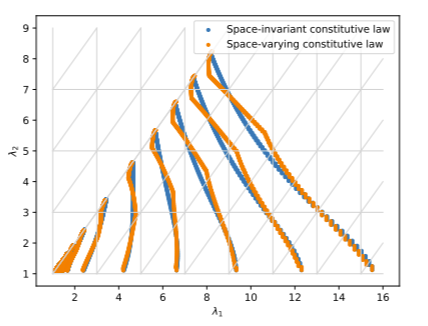 Space-invariant constitutive law
Space-varying constitutive law
9
8
7
6
5
4
3
2
1
λ2
2 4 6 8 10 12 14 16
λ1